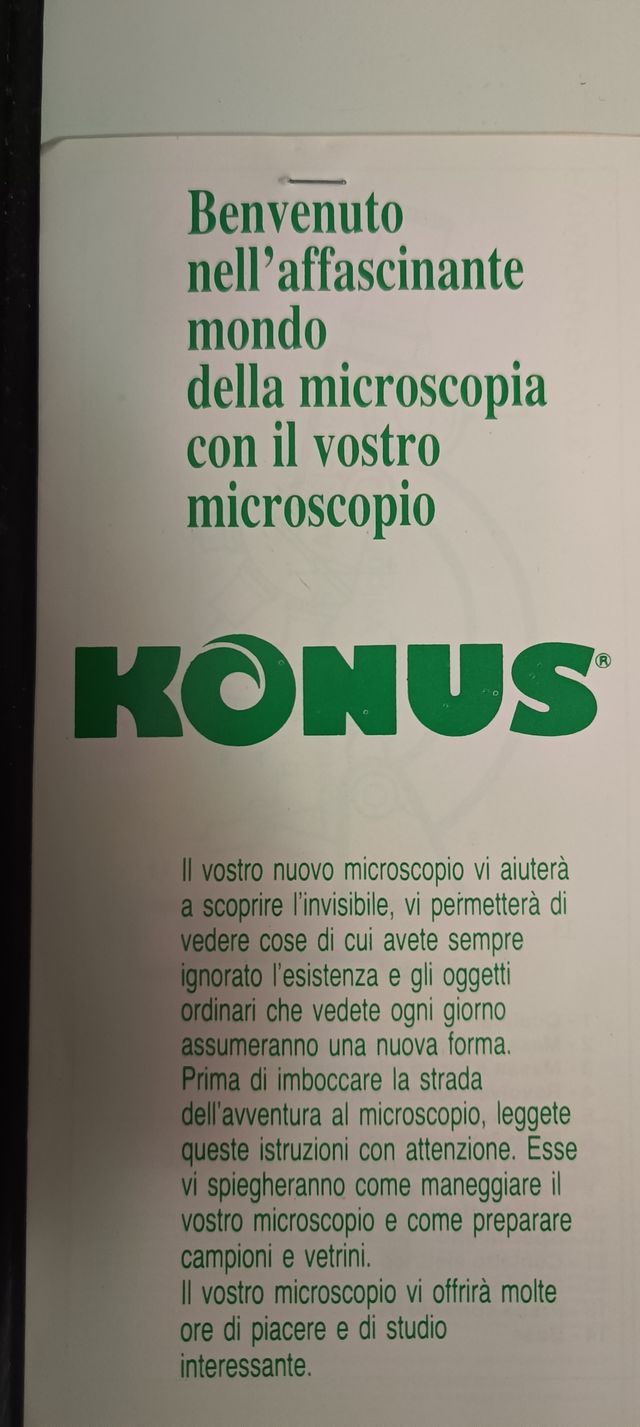 Benvenuto
nell'affascinante
mondo
della microscopia
con il vostro
microscopio
KONUS®
Il vostro nuovo microscopio vi aiuterà
a scoprire l'invisibile, vi permetterà di
vedere cose di cui avete sempre
ignorato l'esistenza e gli oggetti
ordinari che vedete ogni giorno
assumeranno una nuova forma.
Prima di imboccare la strada
dell'avventura al microscopio, leggete
queste istruzioni con attenzione. Esse
vi spiegheranno come maneggiare il
vostro microscopio e come preparare
campioni e vetrini.
Il vostro microscopio vi offrirà molte
ore di piacere e di studio
interessante.